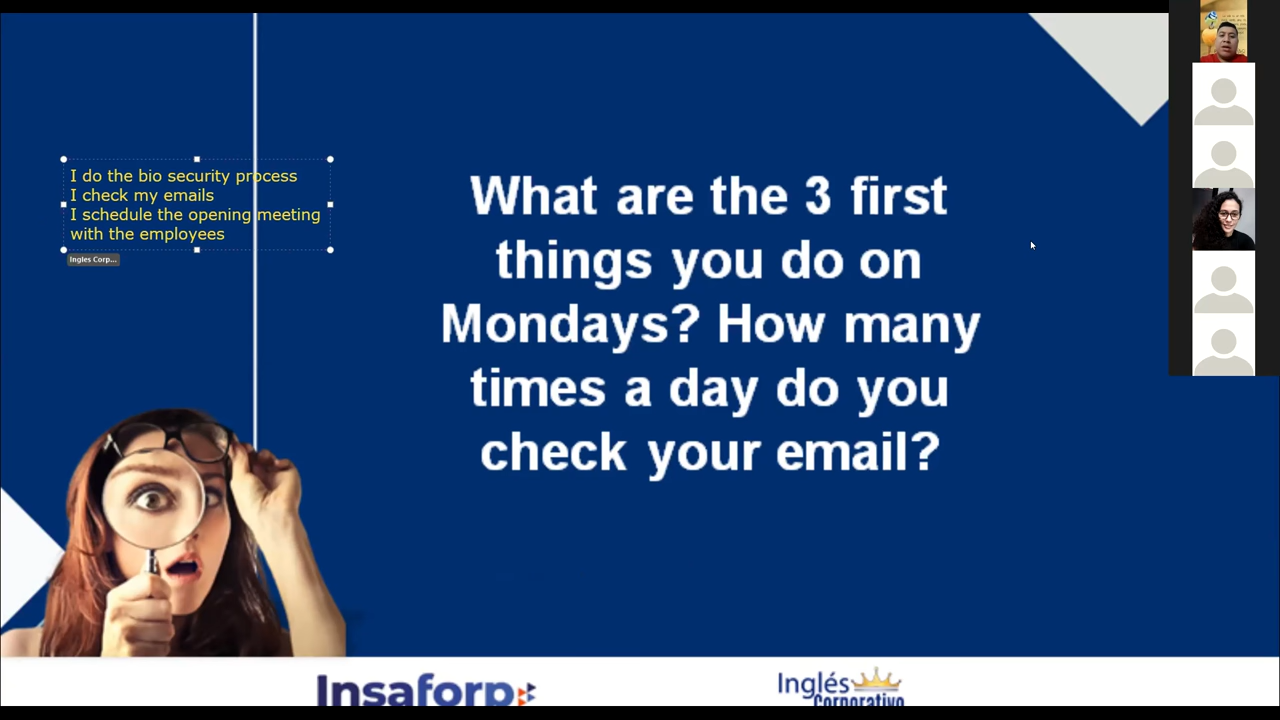 I do the bio security process
I check my emails
I schedule the opening meeting
with the employees
Ingles Corp...
What are the 3 first
things you do on
Mondays? How many
times a day do you
check your email?
Insaforp
Inglés
Corporativo